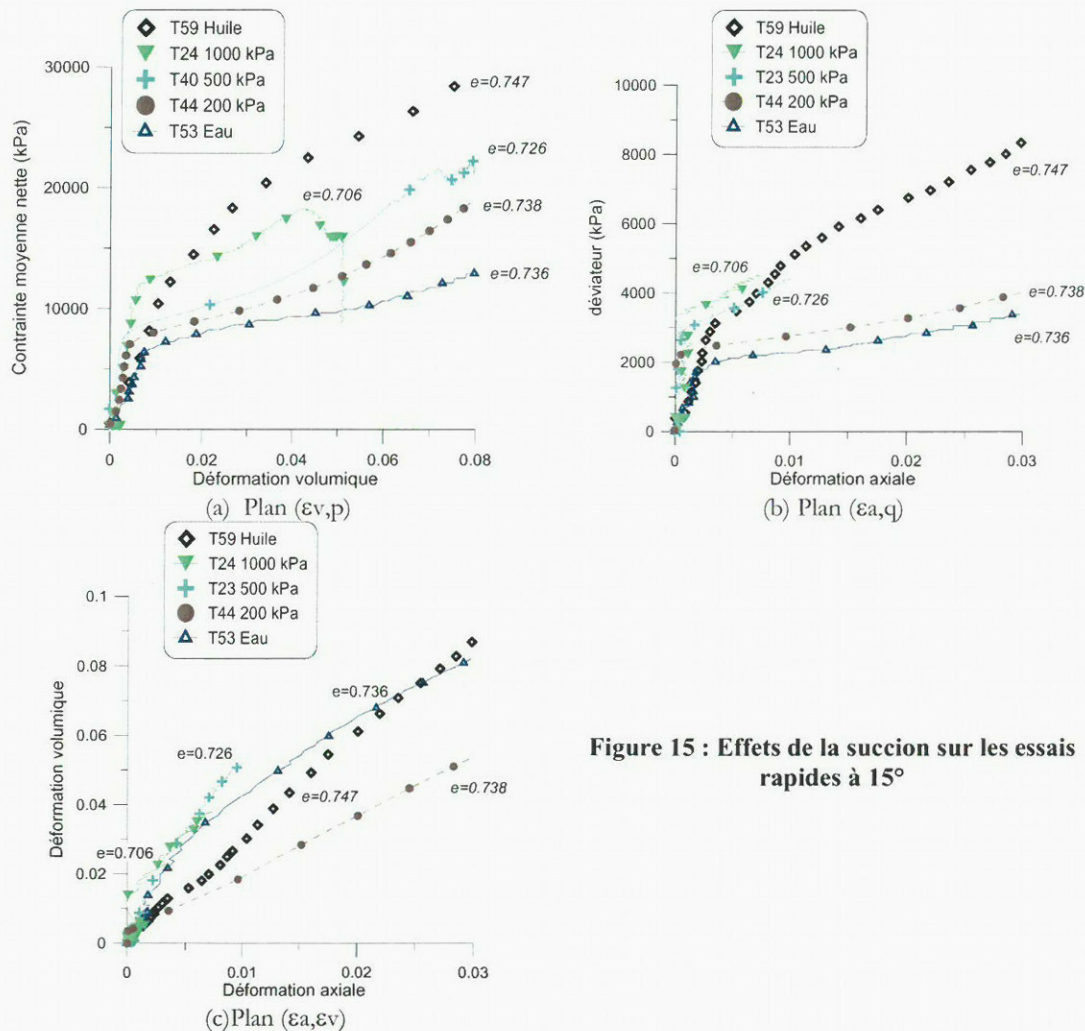 T59 Huile
T24 1000 kPa
T40 500 kPa
T44 200 kPa
T53 Eau
30000
20000
10000
0
Contrainte moyenne nette (kPa)
e=0.747
e=0.726
e=0.706
e=0.738
e=0.736
0 0.02 0.04 0.06 0.08
Déformation volumique
(a) Plan (εv,p)
T59 Huile
T24 1000 kPa
T23 500 kPa
T44 200 kPa
T53 Eau
10000
8000
6000
4000
2000
0
déviateur (kPa)
e=0.747
e=0.706
e=0.726
e=0.738
e=0.736
0 0.01 0.02 0.03
Déformation axiale
(b) Plan (εa,q)
T59 Huile
T24 1000 kPa
T23 500 kPa
T44 200 kPa
T53 Eau
0.1
0.08
0.06
0.04
0.02
0
Déformation volumique
e=0.736
e=0.726
e=0.747
e=0.738
e=0.706
0 0.01 0.02 0.03
Déformation axiale
(c)Plan (εa,εv)
Figure 15 : Effets de la succion sur les essais
rapides à 15°